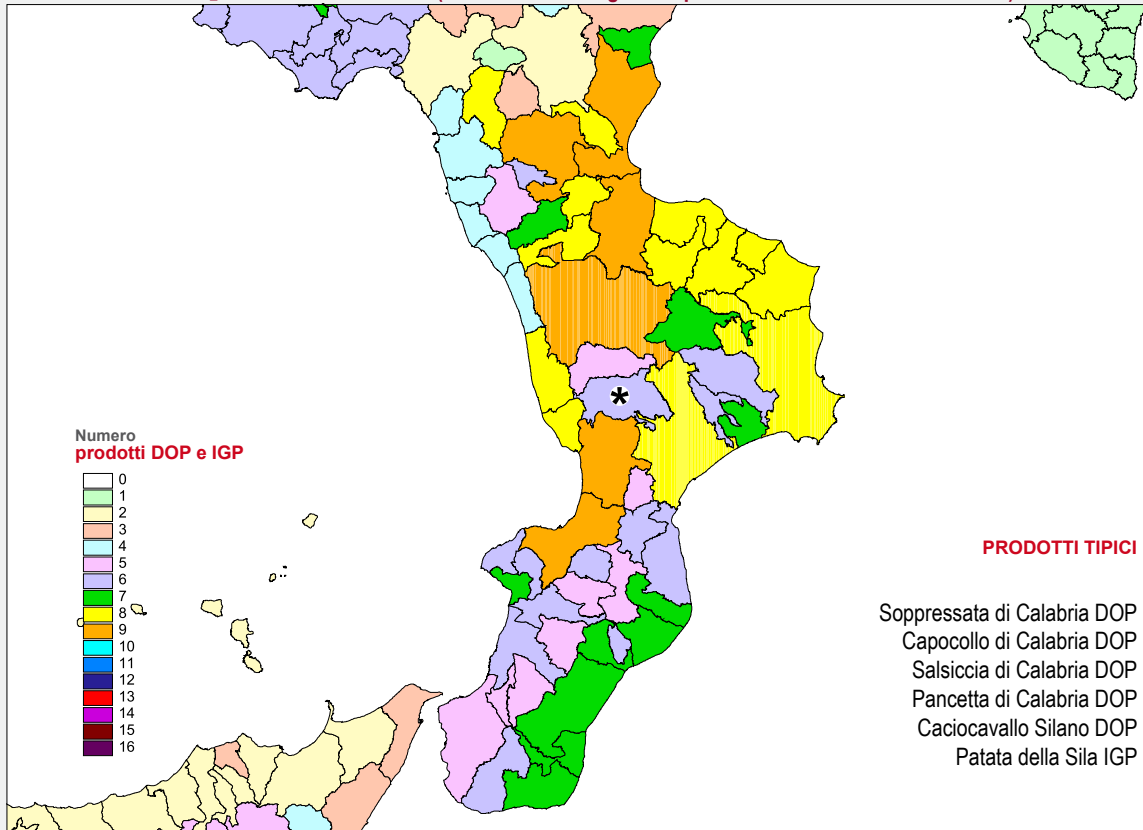 Numero
prodotti DOP e IGP
0
1
2
3
4
5
6
7
8
9
10
11
12
13
14
15
16
*
PRODOTTI TIPICI
Soppressata di Calabria DOP
Capocollo di Calabria DOP
Salsiccia di Calabria DOP
Pancetta di Calabria DOP
Caciocavallo Silano DOP
Patata della Sila IGP